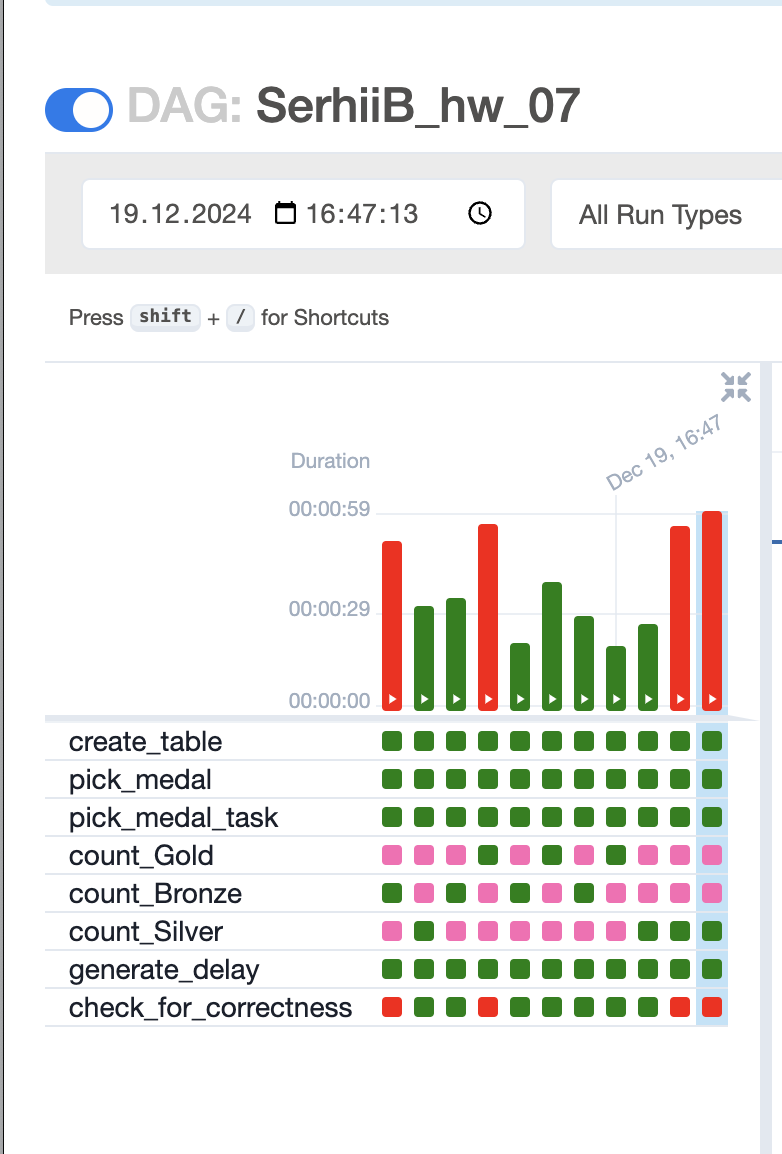 DAG: SerhiiB_hw_07
19.12.2024 16:47:13
All Run Types
Press shift + / for Shortcuts
Dec 19, 16:47
Duration
00:00:59
00:00:29
00:00:00
create_table
pick_medal
pick_medal_task
count_Gold
count_Bronze
count_Silver
generate_delay
check_for_correctness